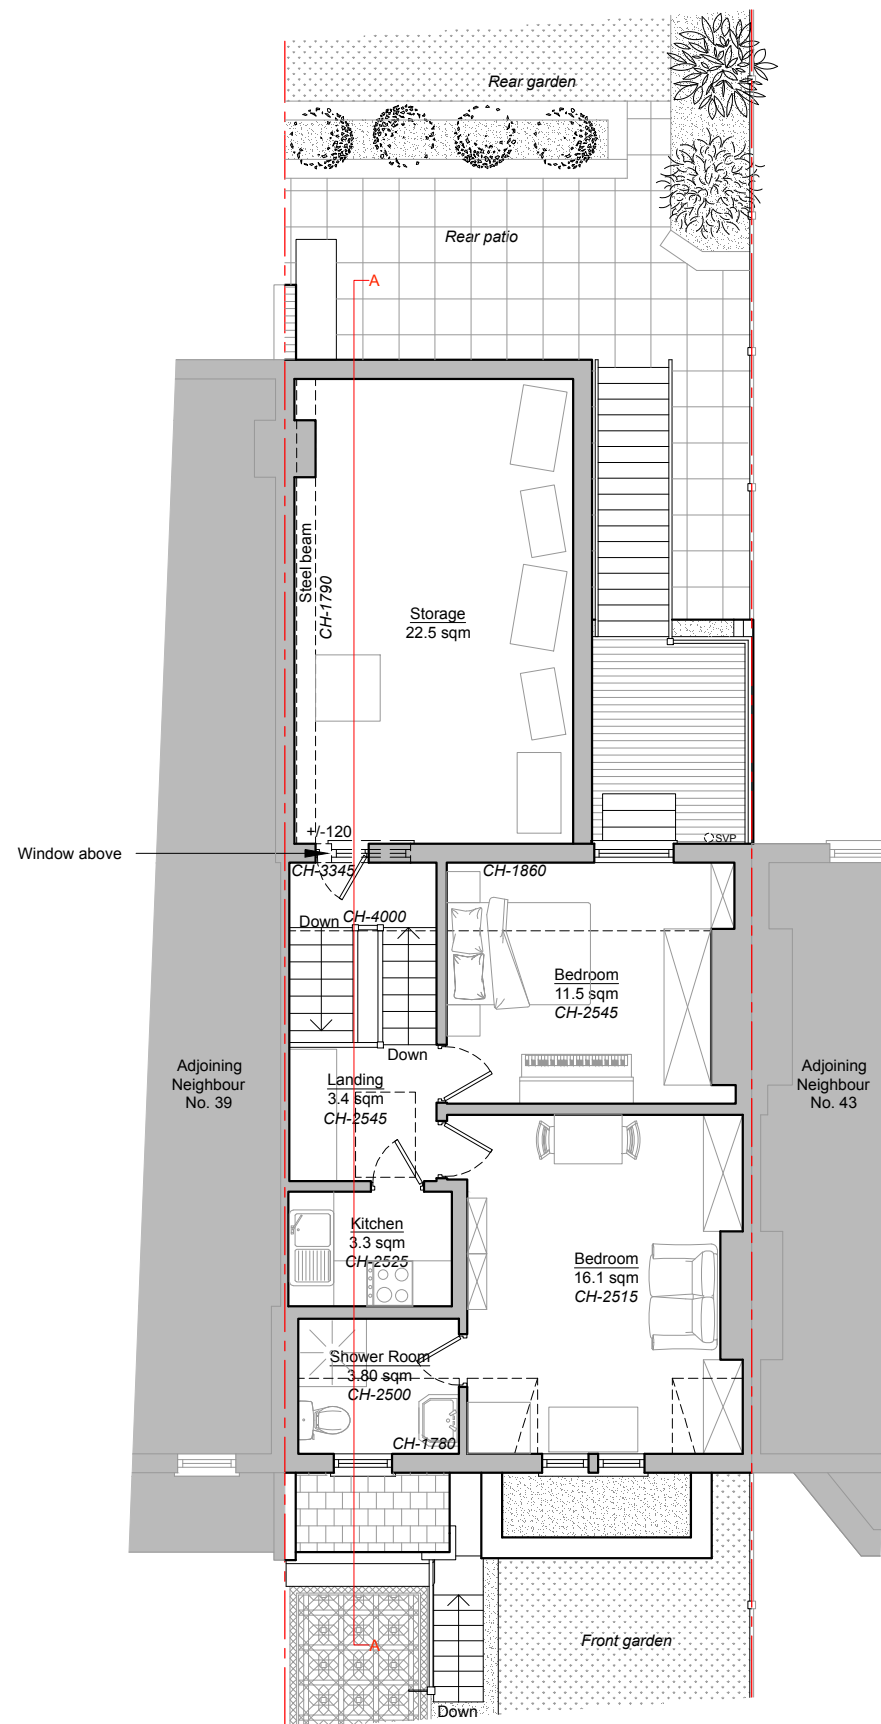 Rear garden
Rear patio
A
Steel beam
CH-1790
Storage
22.5 sqm
SVP
+/-120
Window above
CH-3345
CH-1860
Down
CH-4000
Bedroom
11.5 sqm
CH-2545
Down
Adjoining
Neighbour
No. 39
Landing
3.4 sqm
CH-2545
Adjoining
Neighbour
No. 43
Kitchen
3.3 sqm
CH-2525
Bedroom
16.1 sqm
CH-2515
Shower Room
3.80 sqm
CH-2500
CH-1780
Front garden
A
Down